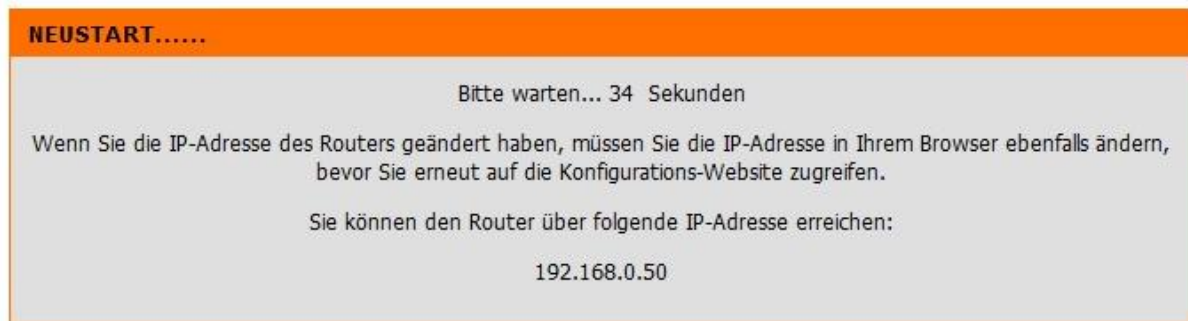 NEUSTART......
Bitte warten... 34 Sekunden
Wenn Sie die IP-Adresse des Routers geändert haben, müssen Sie die IP-Adresse in Ihrem Browser ebenfalls ändern,
bevor Sie erneut auf die Konfigurations-Website zugreifen.
Sie können den Router über folgende IP-Adresse erreichen:
192.168.0.50